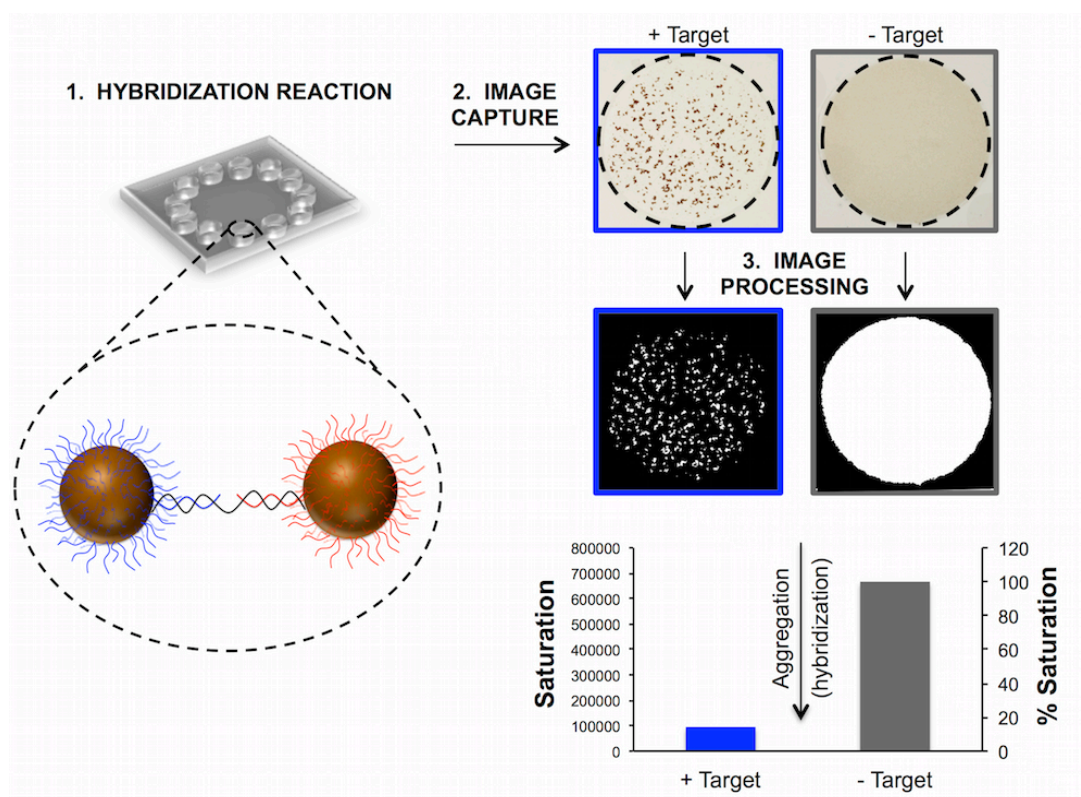 1. HYBRIDIZATION REACTION
2. IMAGE
CAPTURE
+ Target
- Target
3. IMAGE
PROCESSING
Saturation
800000
700000
600000
500000
400000
300000
200000
100000
0
Aggregation
(hybridization)
120
100
80
60
40
20
0
% Saturation
+ Target
- Target